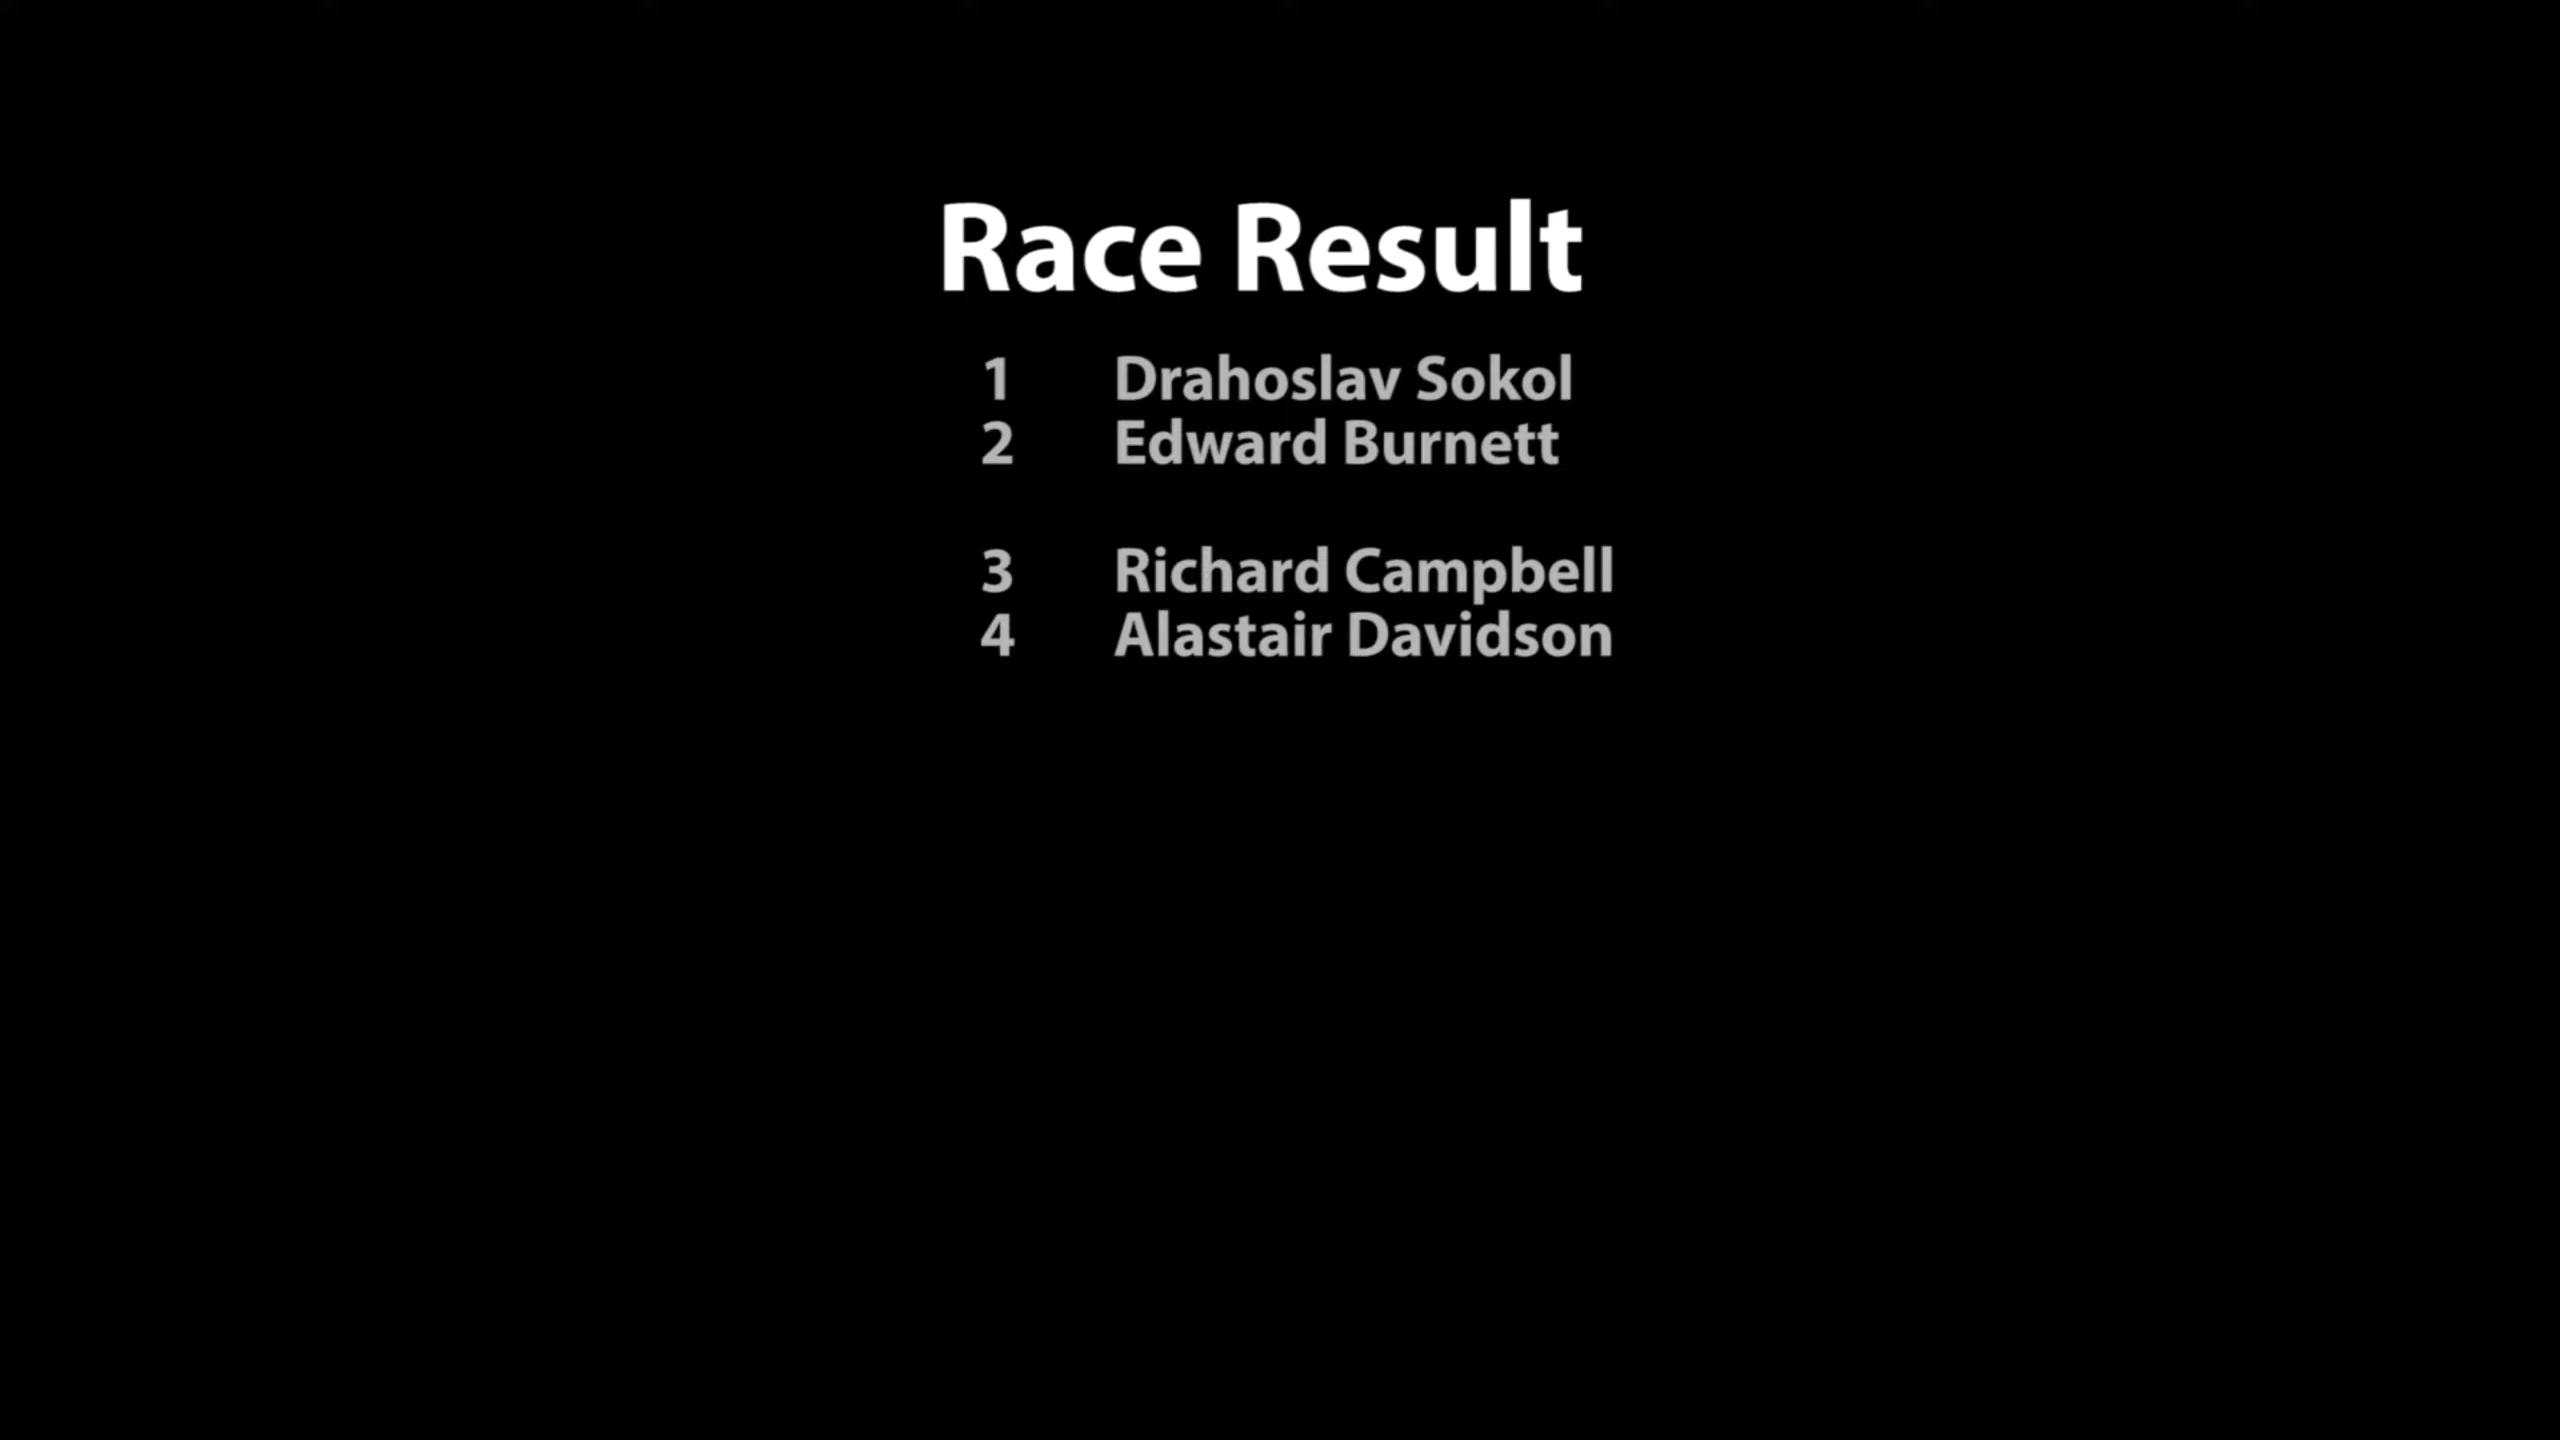 Race Result
1 Drahoslav Sokol
2 Edward Burnett
3 Richard Campbell
4 Alastair Davidson